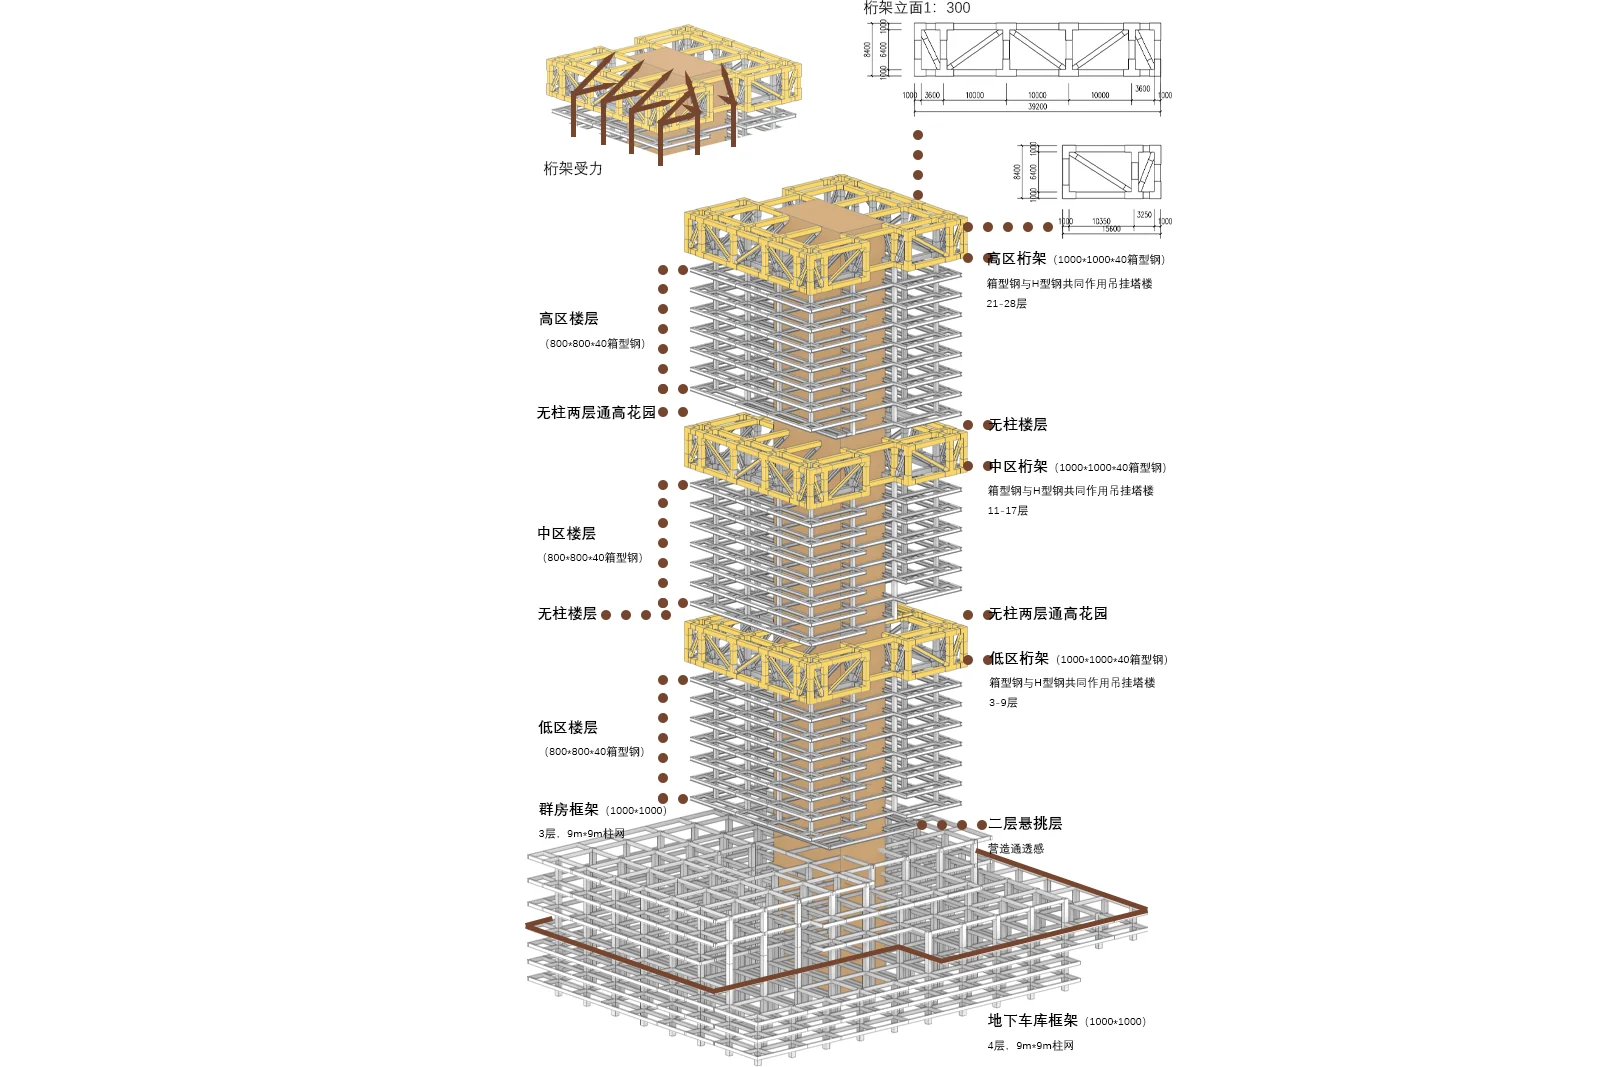 桁架立面1：300
1000
6400
1000
8400
1000
3600
10000
10000
10000
3600
1000
39200
桁架受力
1000
6400
1000
8400
1000
10350
3250
1000
15600
高区桁架（1000*1000*40箱型钢）
箱型钢与H型钢共同作用吊挂塔楼
21-28层
高区楼层
（800*800*40箱型钢）
无柱两层通高花园
无柱楼层
中区桁架（1000*1000*40箱型钢）
箱型钢与H型钢共同作用吊挂塔楼
11-17层
中区楼层
（800*800*40箱型钢）
无柱楼层
无柱两层通高花园
低区桁架（1000*1000*40箱型钢）
箱型钢与H型钢共同作用吊挂塔楼
3-9层
低区楼层
（800*800*40箱型钢）
群房框架（1000*1000）
3层，9m*9m柱网
二层悬挑层
营造通透感
地下车库框架（1000*1000）
4层，9m*9m柱网